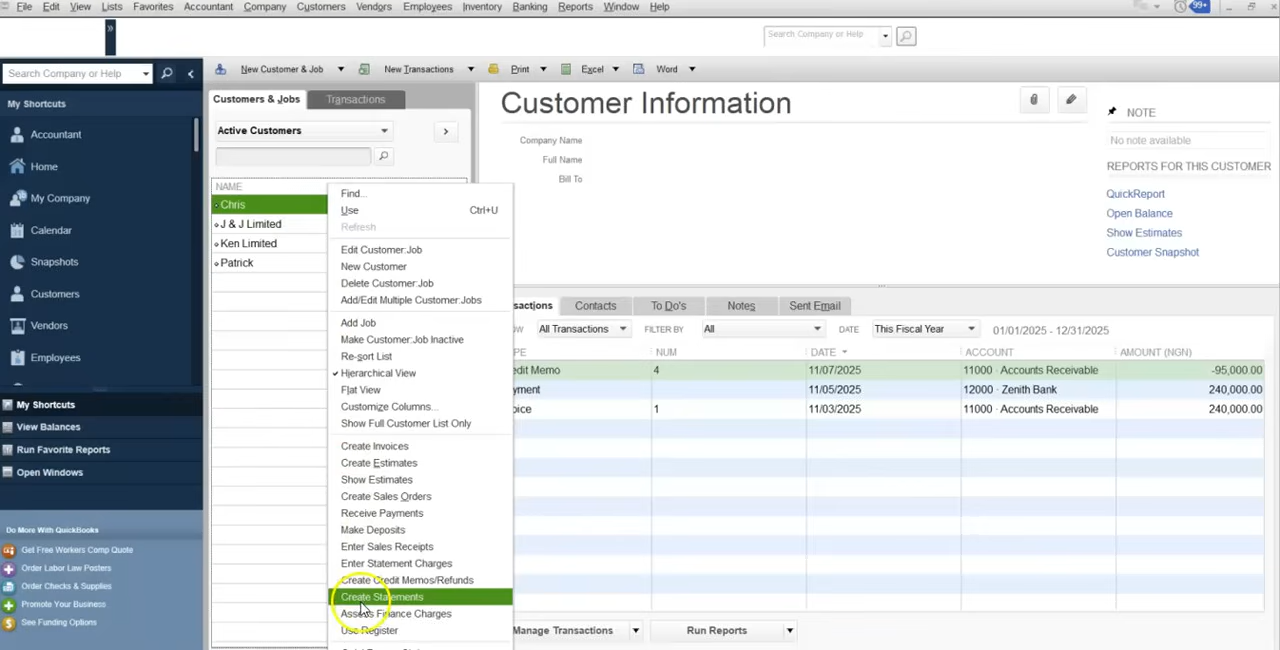 File Edit View Lists Favorites Accountant Company Customers Vendors Employees Inventory Banking Reports Window Help
99+
»
Search Company or Help
Search Company or Help
New Customer & Job New Transactions Print Excel Word
My Shortcuts
Accountant
Home
My Company
Calendar
Snapshots
Customers
Vendors
Employees
My Shortcuts
View Balances
Run Favorite Reports
Open Windows
Do More With QuickBooks
Get Free Workers Comp Quote
Order Labor Law Posters
Order Checks & Supplies
Promote Your Business
See Funding Options
Customers & Jobs Transactions
Active Customers
NAME
Chris
J & J Limited
Ken Limited
Patrick
Find...
Use Ctrl+U
Refresh
Edit Customer:Job
New Customer
Delete Customer:Job
Add/Edit Multiple Customer:Jobs
Add Job
Make Customer:Job Inactive
Re-sort List
Hierarchical View
Flat View
Customize Columns...
Show Full Customer List Only
Create Invoices
Create Estimates
Show Estimates
Create Sales Orders
Receive Payments
Make Deposits
Enter Sales Receipts
Enter Statement Charges
Create Credit Memos/Refunds
Create Statements
Assess Finance Charges
Use Register
Customer Information
Company Name
Full Name
Bill To
NOTE
No note available
REPORTS FOR THIS CUSTOMER
QuickReport
Open Balance
Show Estimates
Customer Snapshot
sactions Contacts To Do's Notes Sent Email
OW All Transactions FILTER BY All DATE This Fiscal Year 01/01/2025 - 12/31/2025
PE NUM DATE ACCOUNT AMOUNT (NGN)
edit Memo 4 11/07/2025 11000 · Accounts Receivable -95,000.00
yment 11/05/2025 12000 · Zenith Bank 240,000.00
oice 1 11/03/2025 11000 · Accounts Receivable 240,000.00
Manage Transactions Run Reports